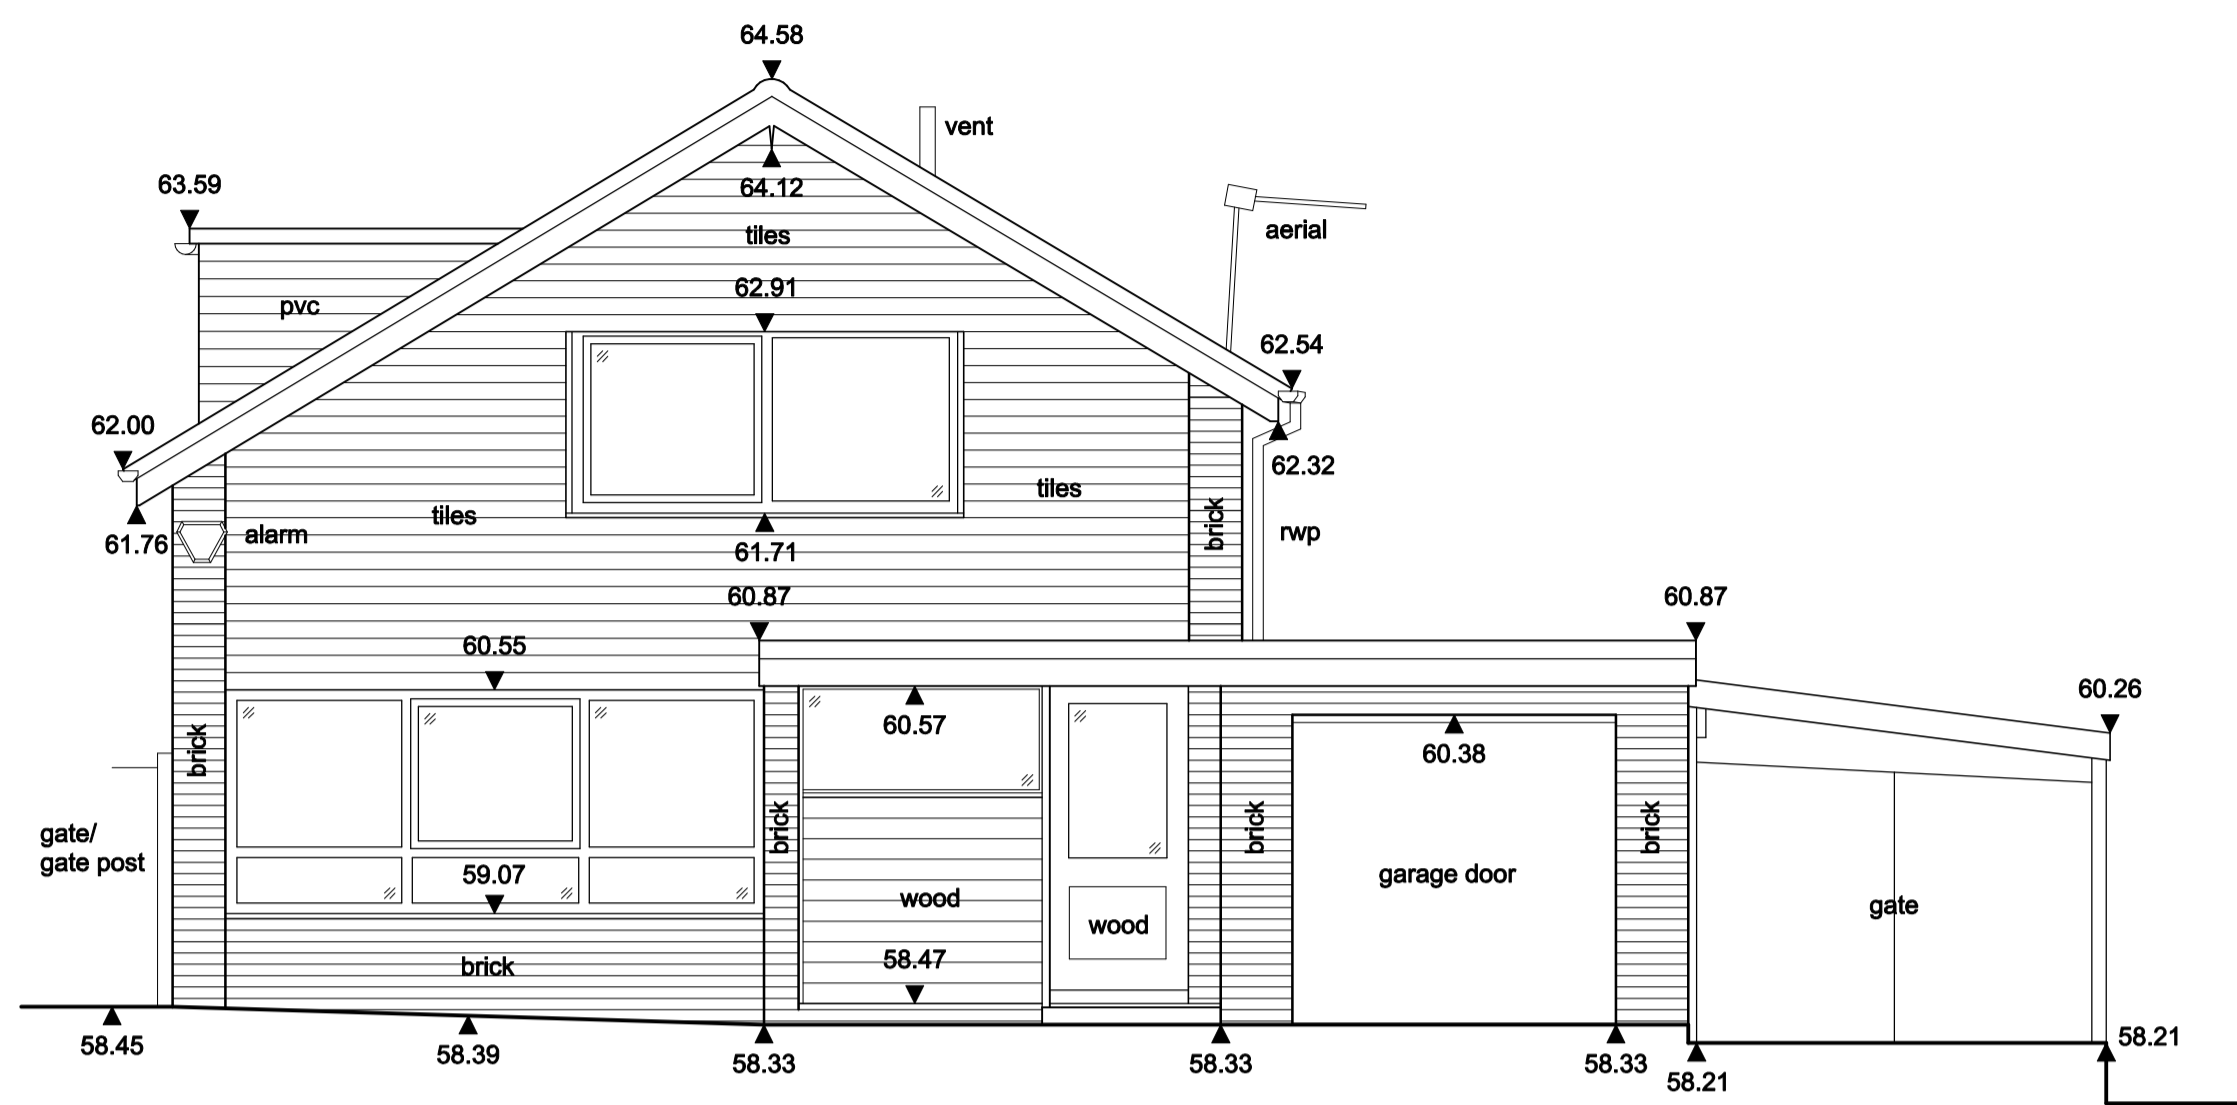 64.58
vent
63.59
64.12
tiles
aerial
62.91
pvc
62.54
62.00
62.32
tiles
tiles
brick
rwp
61.76
alarm
61.71
60.87
60.87
60.55
60.26
60.57
60.38
brick
gate/
gate post
brick
brick
brick
59.07
garage door
wood
gate
wood
58.47
brick
58.45
58.39
58.33
58.33
58.33
58.21
58.21